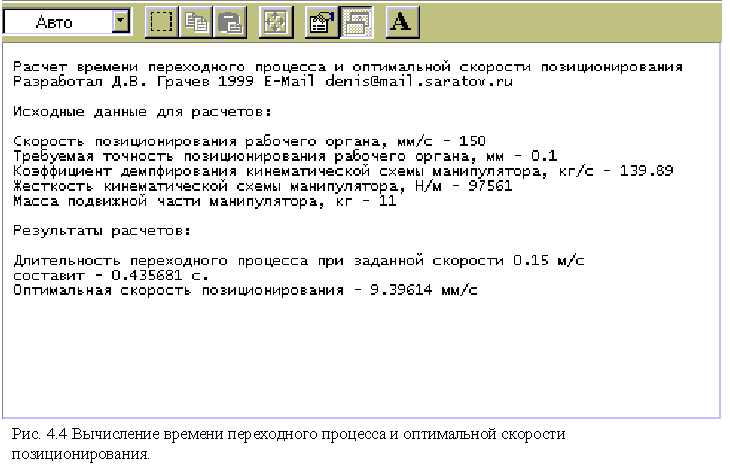 Авто
A
Расчет времени переходного процесса и оптимальной скорости позиционирования
Разработал Д.В. Грачев 1999 E-Mail denis@mail.saratov.ru
Исходные данные для расчетов:
Скорость позиционирования рабочего органа, мм/с - 150
Требуемая точность позиционирования рабочего органа, мм - 0.1
Коэффициент демпфирования кинематической схемы манипулятора, кг/с - 139.89
Жесткость кинематической схемы манипулятора, Н/м - 97561
Масса подвижной части манипулятора, кг - 11
Результаты расчетов:
Длительность переходного процесса при заданной скорости 0.15 м/с
составит - 0.435681 с.
Оптимальная скорость позиционирования - 9.39614 мм/с
Рис. 4.4 Вычисление времени переходного процесса и оптимальной скорости
позиционирования.